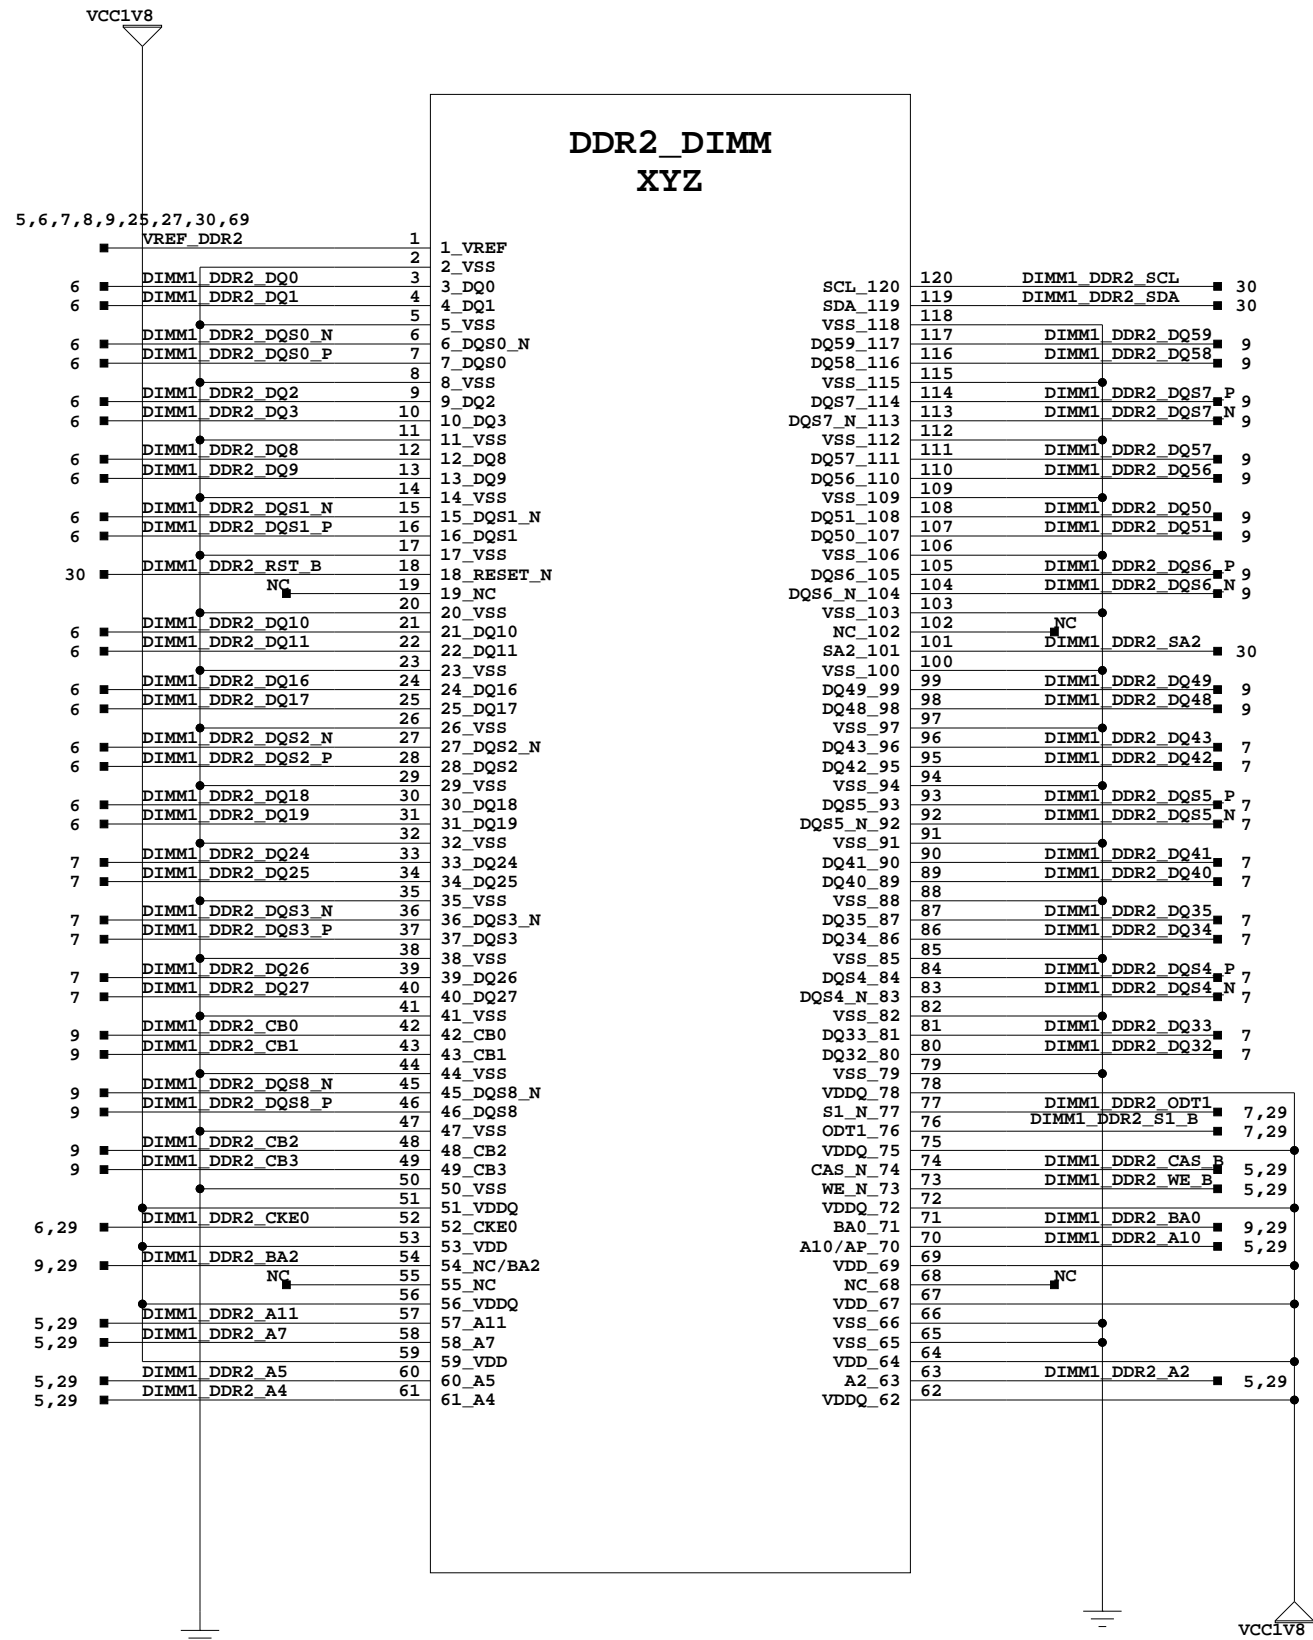 VCC1V8
DDR2_DIMM
XYZ
5,6,7,8,9,25,27,30,69
VREF_DDR2 1 1_VREF
2 2_VSS
6 DIMM1_DDR2_DQ0 3 3_DQ0
6 DIMM1_DDR2_DQ1 4 4_DQ1
5 5_VSS
6 DIMM1_DDR2_DQS0_N 6 6_DQS0_N
6 DIMM1_DDR2_DQS0_P 7 7_DQS0
8 8_VSS
6 DIMM1_DDR2_DQ2 9 9_DQ2
6 DIMM1_DDR2_DQ3 10 10_DQ3
11 11_VSS
6 DIMM1_DDR2_DQ8 12 12_DQ8
6 DIMM1_DDR2_DQ9 13 13_DQ9
14 14_VSS
6 DIMM1_DDR2_DQS1_N 15 15_DQS1_N
6 DIMM1_DDR2_DQS1_P 16 16_DQS1
17 17_VSS
30 DIMM1_DDR2_RST_B 18 18_RESET_N
NC 19 19_NC
20 20_VSS
6 DIMM1_DDR2_DQ10 21 21_DQ10
6 DIMM1_DDR2_DQ11 22 22_DQ11
23 23_VSS
6 DIMM1_DDR2_DQ16 24 24_DQ16
6 DIMM1_DDR2_DQ17 25 25_DQ17
26 26_VSS
6 DIMM1_DDR2_DQS2_N 27 27_DQS2_N
6 DIMM1_DDR2_DQS2_P 28 28_DQS2
29 29_VSS
6 DIMM1_DDR2_DQ18 30 30_DQ18
6 DIMM1_DDR2_DQ19 31 31_DQ19
32 32_VSS
7 DIMM1_DDR2_DQ24 33 33_DQ24
7 DIMM1_DDR2_DQ25 34 34_DQ25
35 35_VSS
7 DIMM1_DDR2_DQS3_N 36 36_DQS3_N
7 DIMM1_DDR2_DQS3_P 37 37_DQS3
38 38_VSS
7 DIMM1_DDR2_DQ26 39 39_DQ26
7 DIMM1_DDR2_DQ27 40 40_DQ27
41 41_VSS
9 DIMM1_DDR2_CB0 42 42_CB0
9 DIMM1_DDR2_CB1 43 43_CB1
44 44_VSS
9 DIMM1_DDR2_DQS8_N 45 45_DQS8_N
9 DIMM1_DDR2_DQS8_P 46 46_DQS8
47 47_VSS
9 DIMM1_DDR2_CB2 48 48_CB2
9 DIMM1_DDR2_CB3 49 49_CB3
50 50_VSS
51 51_VDDQ
6,29 DIMM1_DDR2_CKE0 52 52_CKE0
53 53_VDD
9,29 DIMM1_DDR2_BA2 54 54_NC/BA2
NC 55 55_NC
56 56_VDDQ
5,29 DIMM1_DDR2_A11 57 57_A11
5,29 DIMM1_DDR2_A7 58 58_A7
59 59_VDD
5,29 DIMM1_DDR2_A5 60 60_A5
5,29 DIMM1_DDR2_A4 61 61_A4
SCL_120 120 DIMM1_DDR2_SCL 30
SDA_119 119 DIMM1_DDR2_SDA 30
VSS_118 118
DQ59_117 117 DIMM1_DDR2_DQ59 9
DQ58_116 116 DIMM1_DDR2_DQ58 9
VSS_115 115
DQS7_114 114 DIMM1_DDR2_DQS7_P 9
DQS7_N_113 113 DIMM1_DDR2_DQS7_N 9
VSS_112 112
DQ57_111 111 DIMM1_DDR2_DQ57 9
DQ56_110 110 DIMM1_DDR2_DQ56 9
VSS_109 109
DQ51_108 108 DIMM1_DDR2_DQ50 9
DQ50_107 107 DIMM1_DDR2_DQ51 9
VSS_106 106
DQS6_105 105 DIMM1_DDR2_DQS6_P 9
DQS6_N_104 104 DIMM1_DDR2_DQS6_N 9
VSS_103 103
NC_102 102 NC
SA2_101 101 DIMM1_DDR2_SA2 30
VSS_100 100
DQ49_99 99 DIMM1_DDR2_DQ49 9
DQ48_98 98 DIMM1_DDR2_DQ48 9
VSS_97 97
DQ43_96 96 DIMM1_DDR2_DQ43 7
DQ42_95 95 DIMM1_DDR2_DQ42 7
VSS_94 94
DQS5_93 93 DIMM1_DDR2_DQS5_P 7
DQS5_N_92 92 DIMM1_DDR2_DQS5_N 7
VSS_91 91
DQ41_90 90 DIMM1_DDR2_DQ41 7
DQ40_89 89 DIMM1_DDR2_DQ40 7
VSS_88 88
DQ35_87 87 DIMM1_DDR2_DQ35 7
DQ34_86 86 DIMM1_DDR2_DQ34 7
VSS_85 85
DQS4_84 84 DIMM1_DDR2_DQS4_P 7
DQS4_N_83 83 DIMM1_DDR2_DQS4_N 7
VSS_82 82
DQ33_81 81 DIMM1_DDR2_DQ33 7
DQ32_80 80 DIMM1_DDR2_DQ32 7
VSS_79 79
VDDQ_78 78
S1_N_77 77 DIMM1_DDR2_ODT1 7,29
ODT1_76 76 DIMM1_DDR2_S1_B 7,29
VDDQ_75 75
CAS_N_74 74 DIMM1_DDR2_CAS_B 5,29
WE_N_73 73 DIMM1_DDR2_WE_B 5,29
VDDQ_72 72
BA0_71 71 DIMM1_DDR2_BA0 9,29
A10/AP_70 70 DIMM1_DDR2_A10 5,29
VDD_69 69
NC_68 68 NC
VDD_67 67
VSS_66 66
VSS_65 65
VDD_64 64
A2_63 63 DIMM1_DDR2_A2 5,29
VDDQ_62 62
VCC1V8